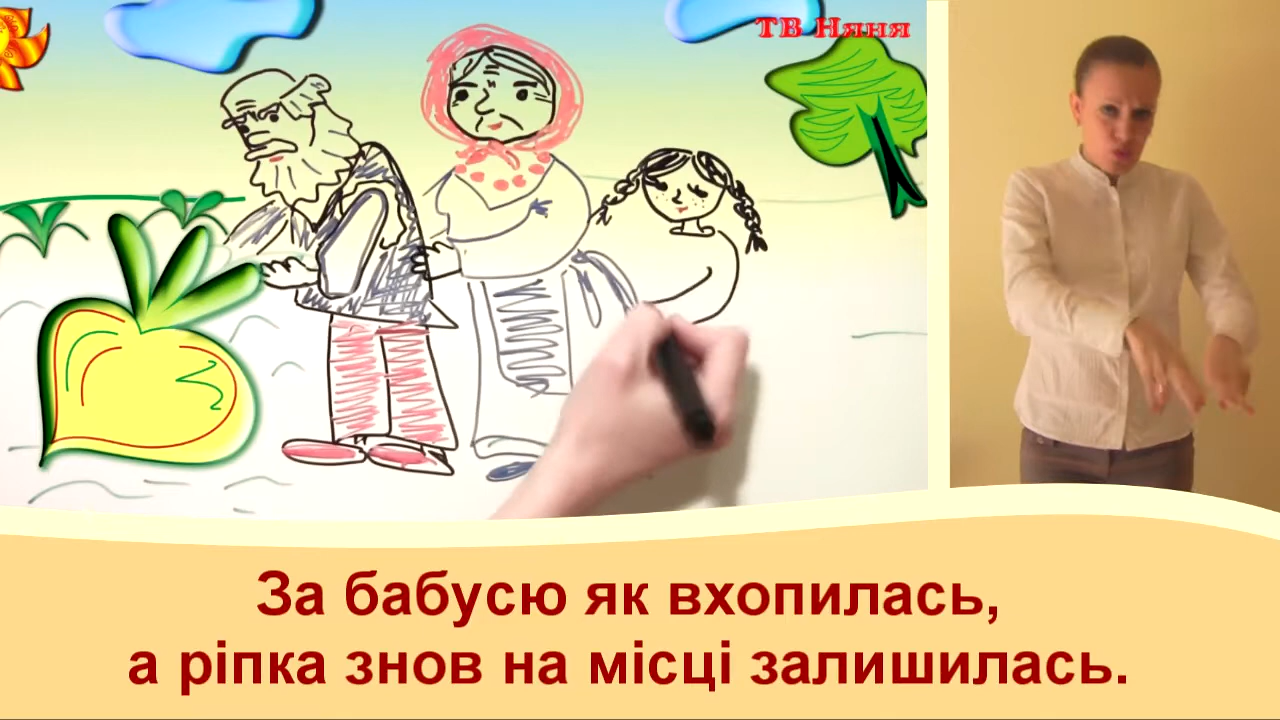 ТВ Няня
За бабусю як вхопилась,
а ріпка знов на місці залишилась.